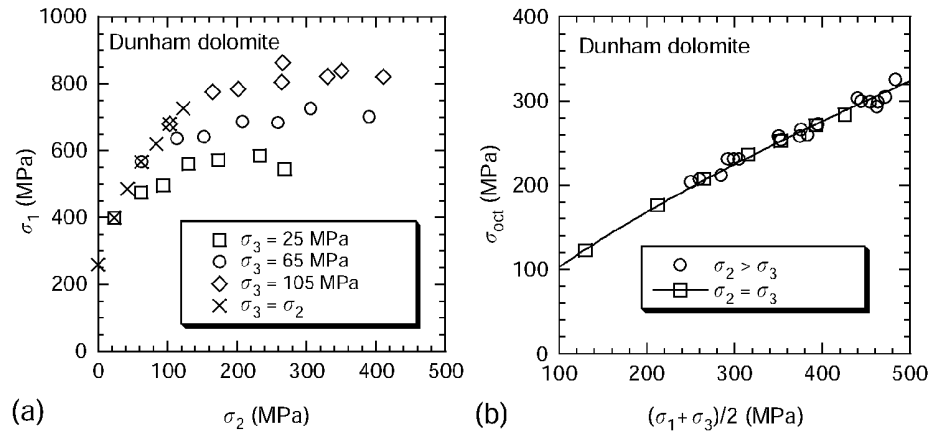 Dunham dolomite
1000
800
600
400
200
0
σ1 (MPa)
σ3 = 25 MPa
σ3 = 65 MPa
σ3 = 105 MPa
σ3 = σ2
0 100 200 300 400 500
(a) σ2 (MPa)
Dunham dolomite
400
300
200
100
0
σoct (MPa)
σ2 > σ3
σ2 = σ3
100 200 300 400 500
(b) (σ1 + σ3)/2 (MPa)